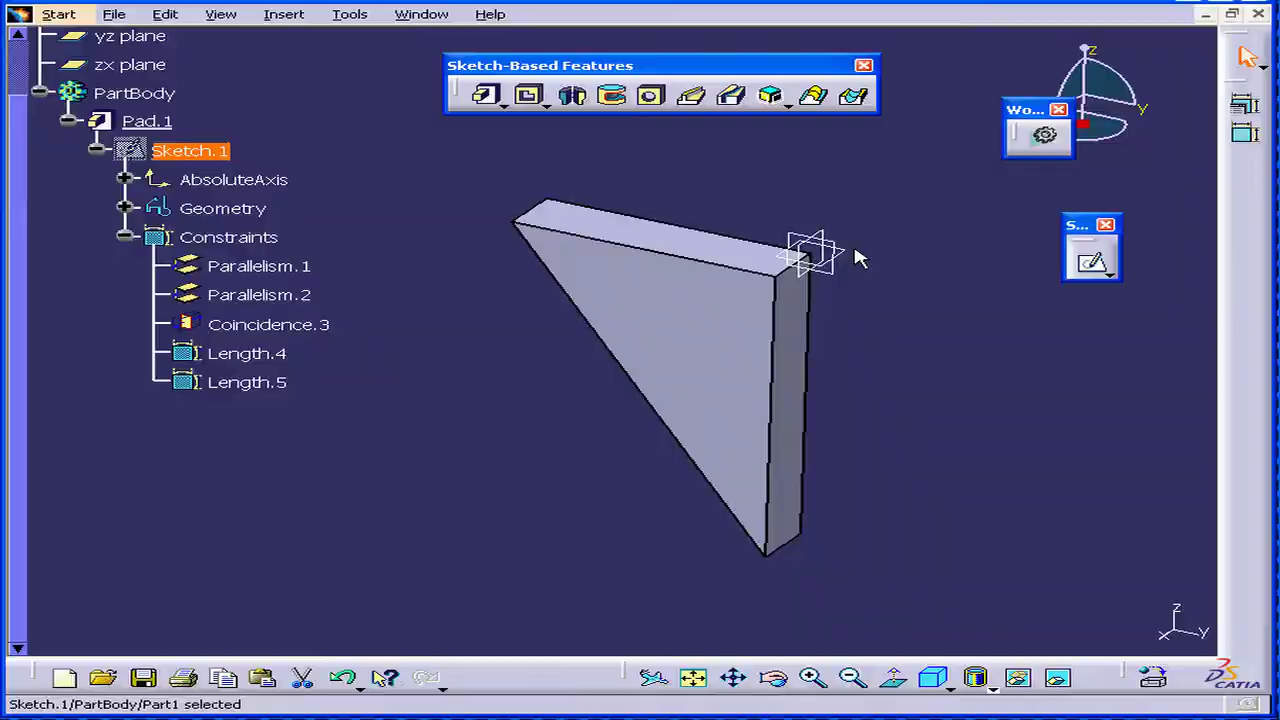 Start File Edit View Insert Tools Window Help
yz plane
zx plane
PartBody
Pad.1
Sketch.1
AbsoluteAxis
Geometry
Constraints
Parallelism.1
Parallelism.2
Coincidence.3
Length.4
Length.5
Sketch-Based Features
Wo...
S...
z
y
z
x
y
CATIA
Sketch.1/PartBody/Part1 selected